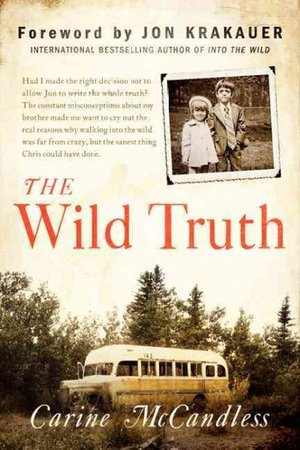 Foreword by JON KRAKAUER
INTERNATIONAL BESTSELLING AUTHOR OF INTO THE WILD
Had I made the right decision not to
allow Jon to write the whole truth?
The constant misconceptions about my
brother made me want to cry out the
real reasons why walking into the wild
was far from crazy, but the sanest thing
Chris could have done.
THE
Wild Truth
142
Carine McCandless